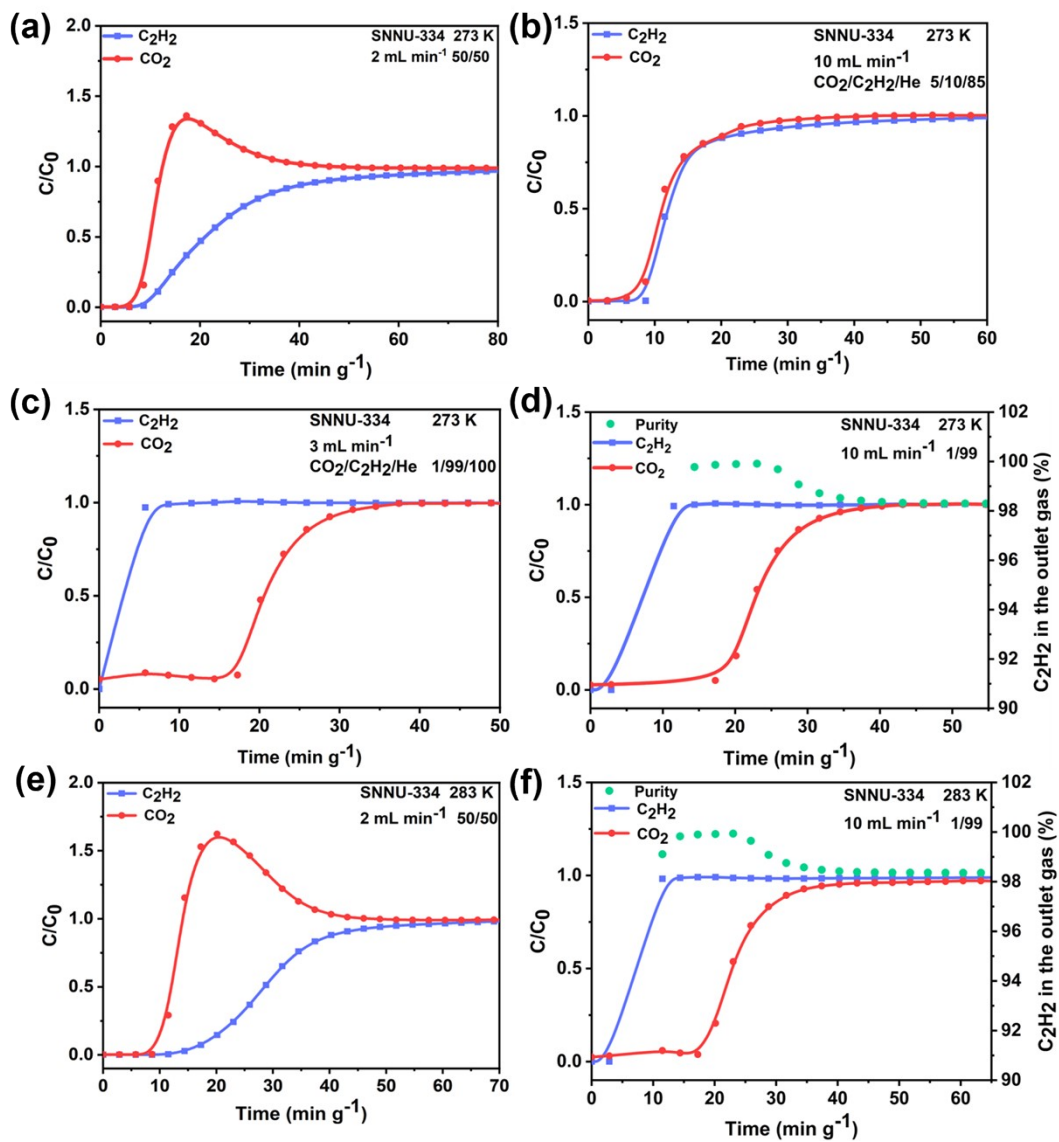 (a)
2.0
1.5
1.0
0.5
0.0
C/C₀
C₂H₂
CO₂
SNNU-334 273 K
2 mL min⁻¹ 50/50
0 20 40 60 80
Time (min g⁻¹)
(b)
1.5
1.0
0.5
0.0
C/C₀
C₂H₂
CO₂
SNNU-334 273 K
10 mL min⁻¹
CO₂/C₂H₂/He 5/10/85
0 10 20 30 40 50 60
Time (min g⁻¹)
(c)
1.5
1.0
0.5
0.0
C/C₀
C₂H₂
CO₂
SNNU-334 273 K
3 mL min⁻¹
CO₂/C₂H₂/He 1/99/100
0 10 20 30 40 50
Time (min g⁻¹)
(d)
1.5
1.0
0.5
0.0
C/C₀
Purity
C₂H₂
CO₂
SNNU-334 273 K
10 mL min⁻¹ 1/99
102
100
98
96
94
92
90
C₂H₂ in the outlet gas (%)
0 10 20 30 40 50
Time (min g⁻¹)
(e)
2.0
1.5
1.0
0.5
0.0
C/C₀
C₂H₂
CO₂
SNNU-334 283 K
2 mL min⁻¹ 50/50
0 10 20 30 40 50 60 70
Time (min g⁻¹)
(f)
1.5
1.0
0.5
0.0
C/C₀
Purity
C₂H₂
CO₂
SNNU-334 283 K
10 mL min⁻¹ 1/99
102
100
98
96
94
92
90
C₂H₂ in the outlet gas (%)
0 10 20 30 40 50 60
Time (min g⁻¹)